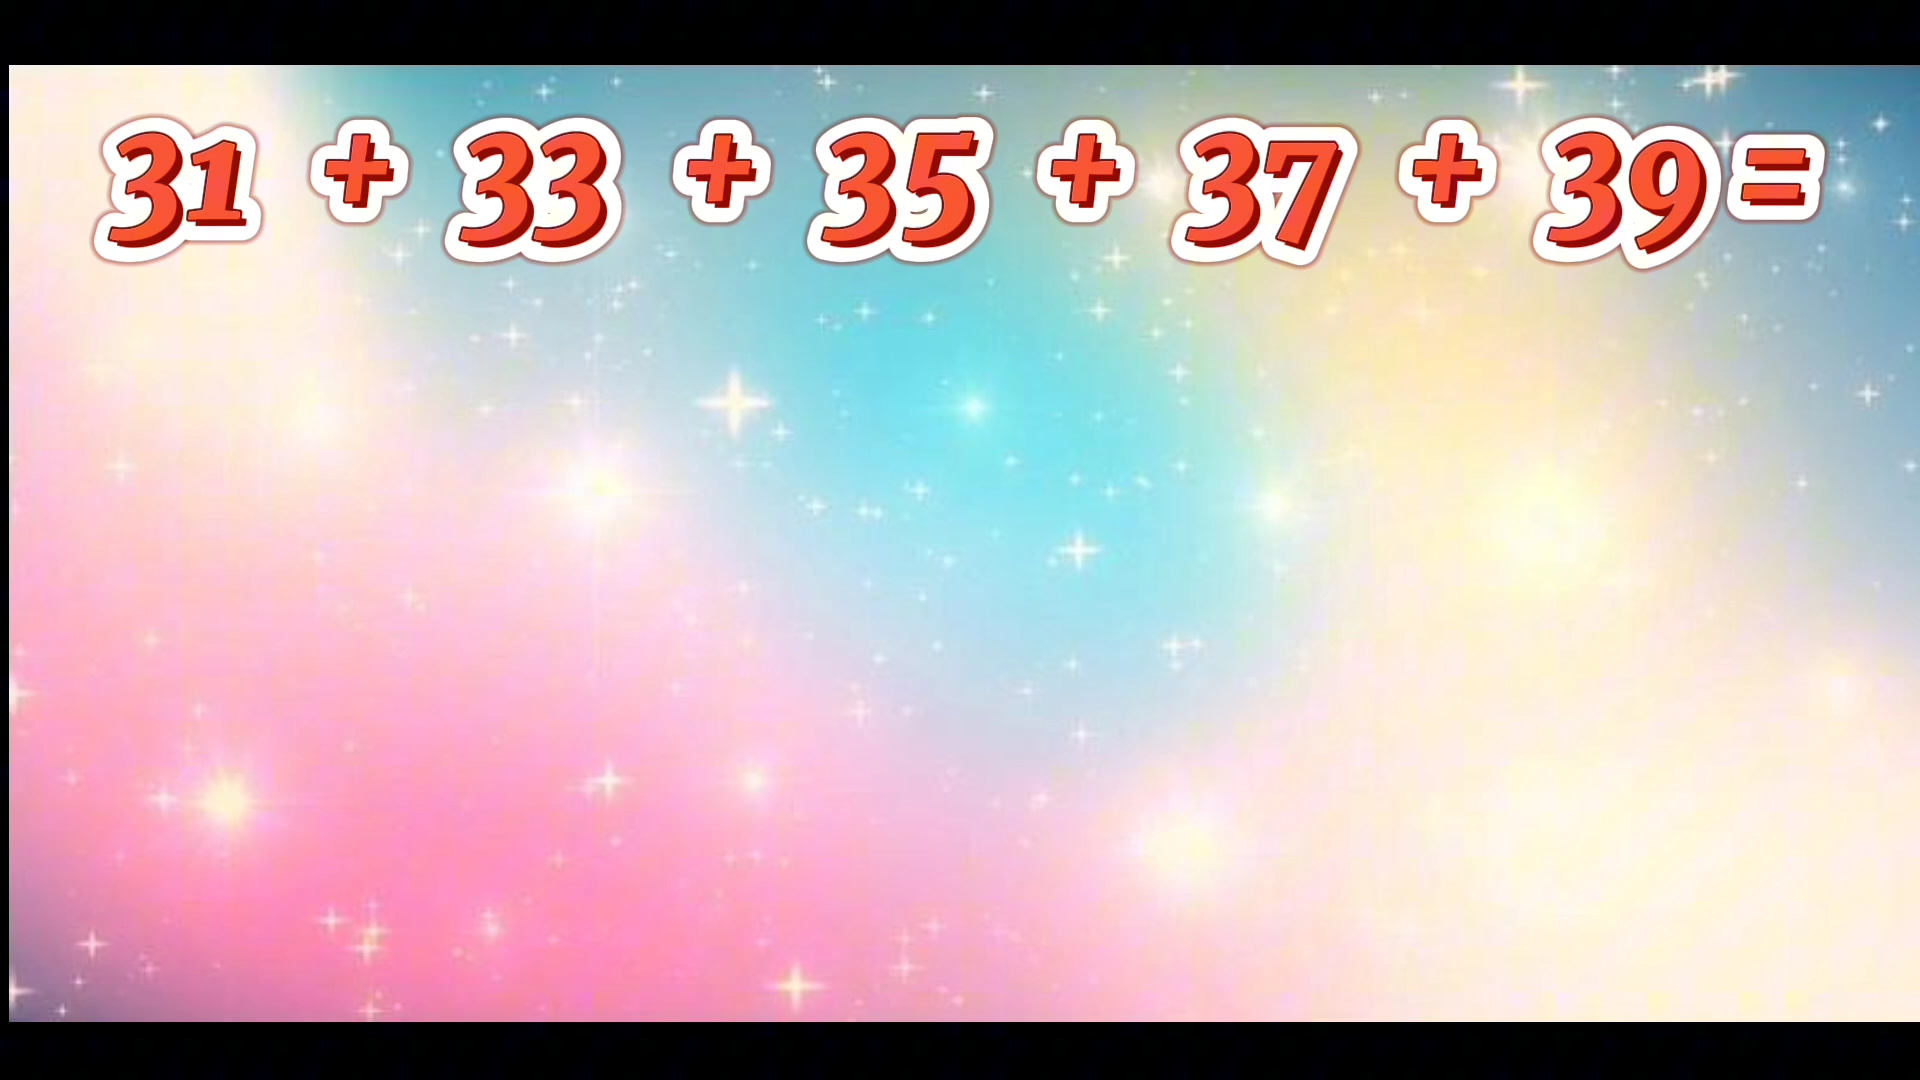 31 + 33 + 35 + 37 + 39 =